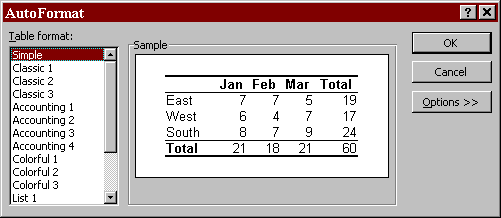 AutoFormat
Table format:
Simple
Classic 1
Classic 2
Classic 3
Accounting 1
Accounting 2
Accounting 3
Accounting 4
Colorful 1
Colorful 2
Colorful 3
List 1
Sample
Jan Feb Mar Total
East 7 7 5 19
West 6 4 7 17
South 8 7 9 24
Total 21 18 21 60
OK
Cancel
Options >>